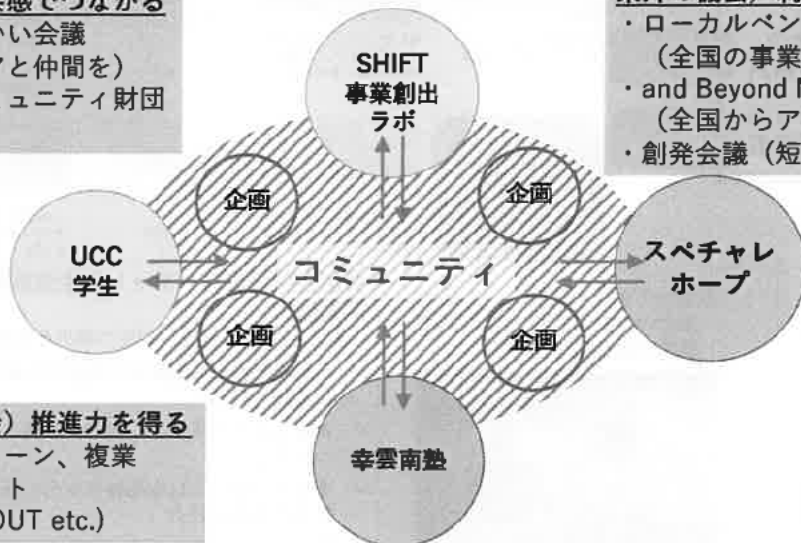 共感でつながる
い会議
アと仲間を)
ュニティ財団
・ローカルベン
(全国の事業
・and Beyond
(全国からア
・創発会議（短
SHIFT
事業創出
ラボ
企画
企画
UCC
学生
コミュニティ
スペチャレ
ホープ
企画
企画
幸雲南塾
）推進力を得る
ーン、複業
ト
OUT etc.)